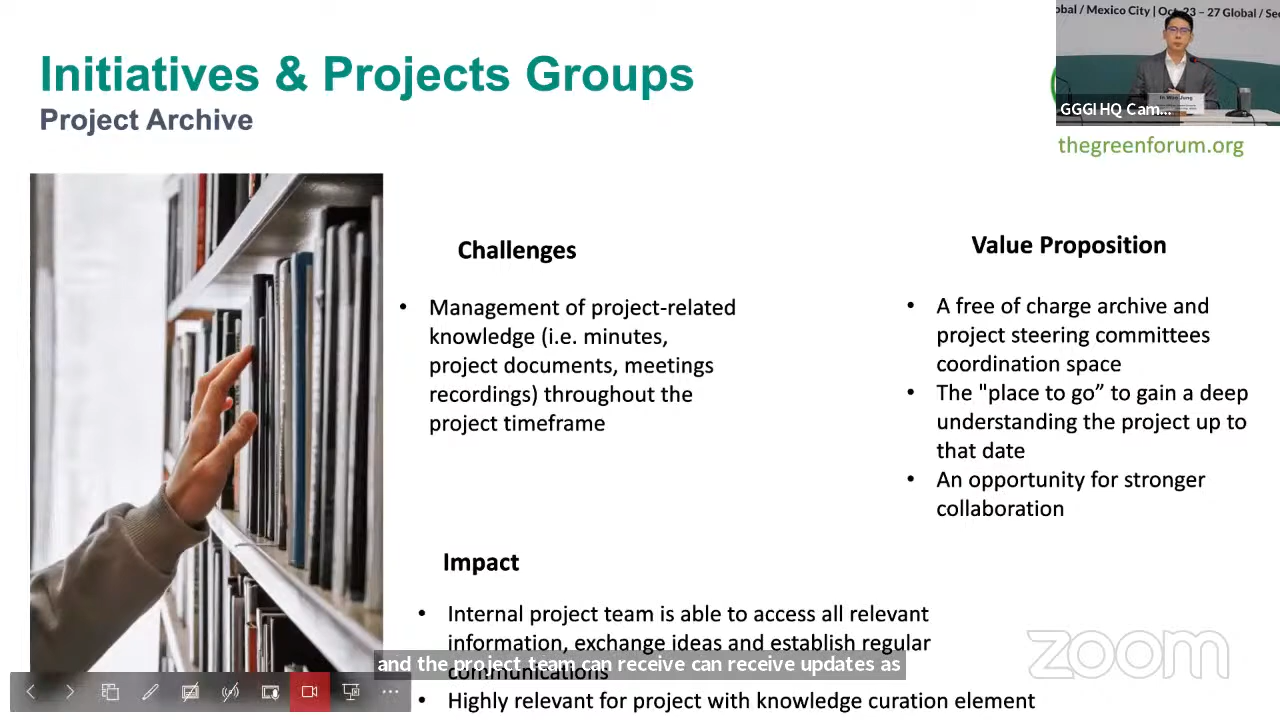 obal / Mexico City | Oct 23 – 27 Global / Se
Initiatives & Projects Groups
Project Archive
GGGI HQ Cam...
thegreenforum.org
Challenges
• Management of project-related
knowledge (i.e. minutes,
project documents, meetings
recordings) throughout the
project timeframe
Value Proposition
• A free of charge archive and
project steering committees
coordination space
• The "place to go” to gain a deep
understanding the project up to
that date
• An opportunity for stronger
collaboration
Impact
• Internal project team is able to access all relevant
information, exchange ideas and establish regular
communications
• Highly relevant for project with knowledge curation element
and the project team can receive can receive updates as
zoom